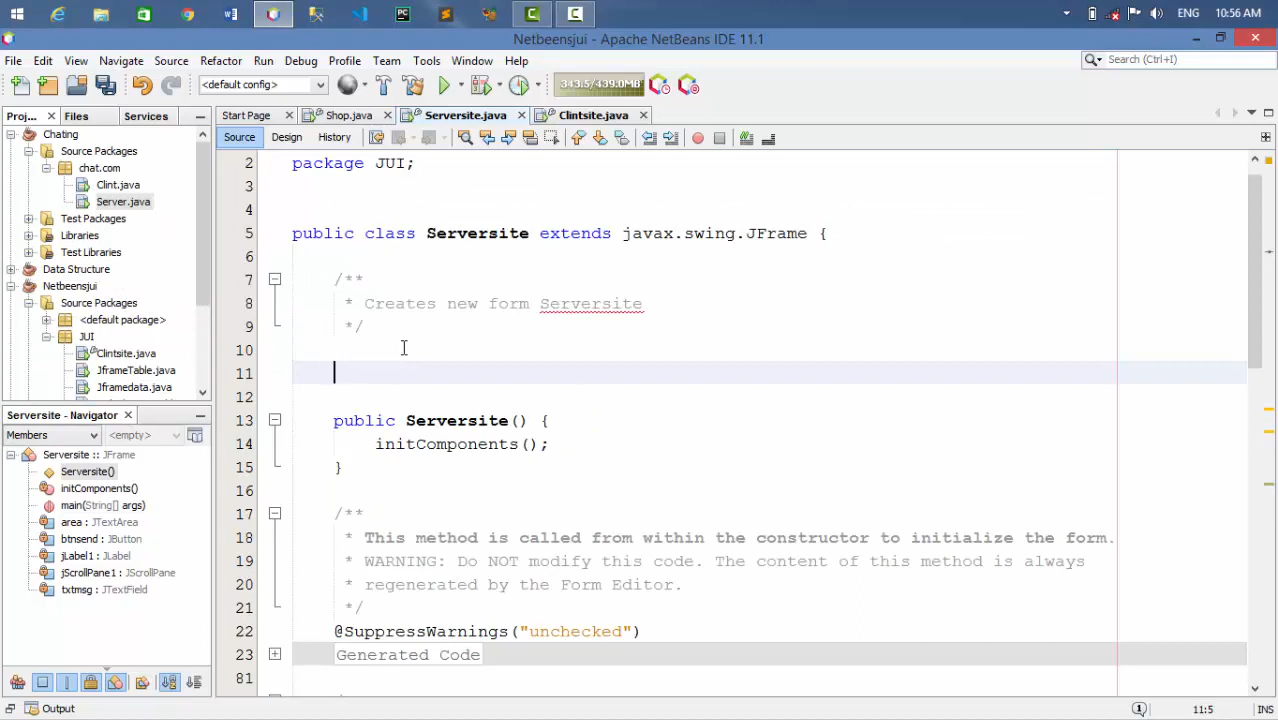 ENG 10:56 AM
Netbeensjui - Apache NetBeans IDE 11.1
File Edit View Navigate Source Refactor Run Debug Profile Team Tools Window Help
Search (Ctrl+I)
<default config>
343.5/439.0MB
Proj... Files Services
Start Page Shop.java Serversite.java Clintsite.java
Source Design History
Chating
Source Packages
chat.com
Clint.java
Server.java
Test Packages
Libraries
Test Libraries
Data Structure
Netbeensjui
Source Packages
<default package>
JUI
Clintsite.java
JframeTable.java
Jframedata.java
Serversite - Navigator
Members <empty>
Serversite :: JFrame
Serversite()
initComponents()
main(String[] args)
area : JTextArea
btnsend : JButton
jLabel1 : JLabel
jScrollPane1 : JScrollPane
txtmsg : JTextField
2 package JUI;
3
4
5 public class Serversite extends javax.swing.JFrame {
6
7 /**
8 * Creates new form Serversite
9 */
10
11
12
13 public Serversite() {
14 initComponents();
15 }
16
17 /**
18 * This method is called from within the constructor to initialize the form.
19 * WARNING: Do NOT modify this code. The content of this method is always
20 * regenerated by the Form Editor.
21 */
22 @SuppressWarnings("unchecked")
23 Generated Code
81
Output
11:5 INS